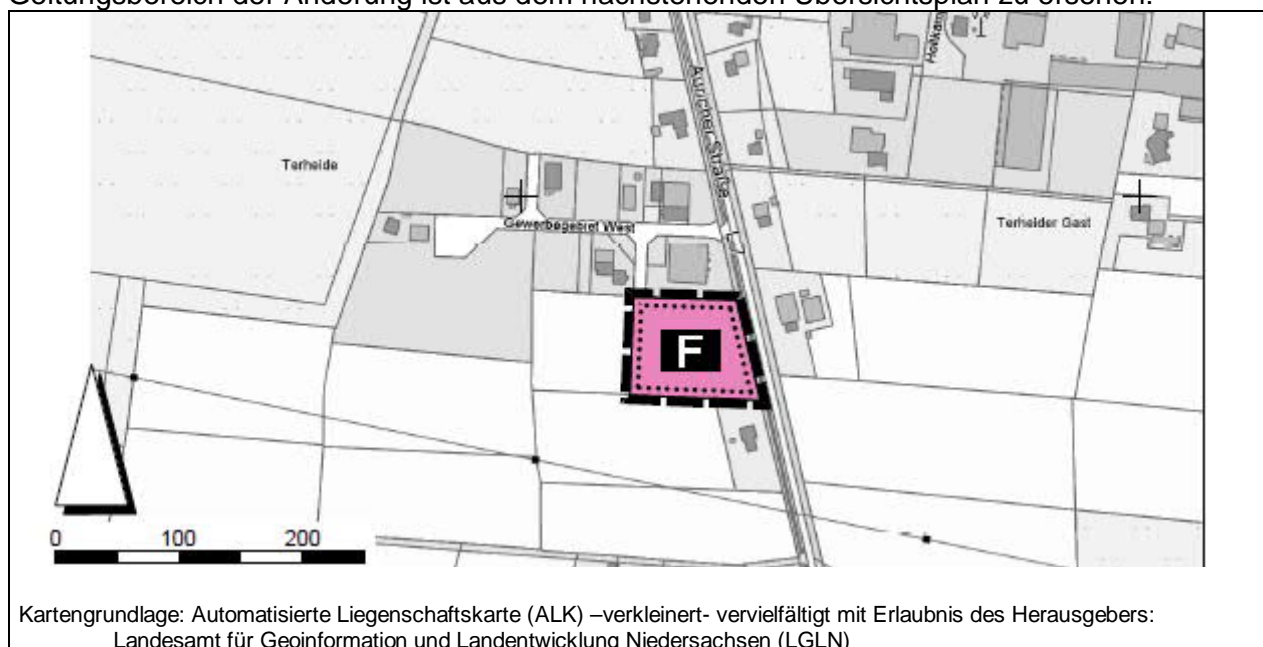 Geltungsbereich der Änderung ist aus dem nachstehenden Übersichtsplan zu ersehen.
Auricher Straße
Terheide
Terheider Gast
Gewerbegebiet West
F
0 100 200
Kartengrundlage: Automatisierte Liegenschaftskarte (ALK) –verkleinert- vervielfältigt mit Erlaubnis des Herausgebers:
Landesamt für Geoinformation und Landentwicklung Niedersachsen (LGLN)